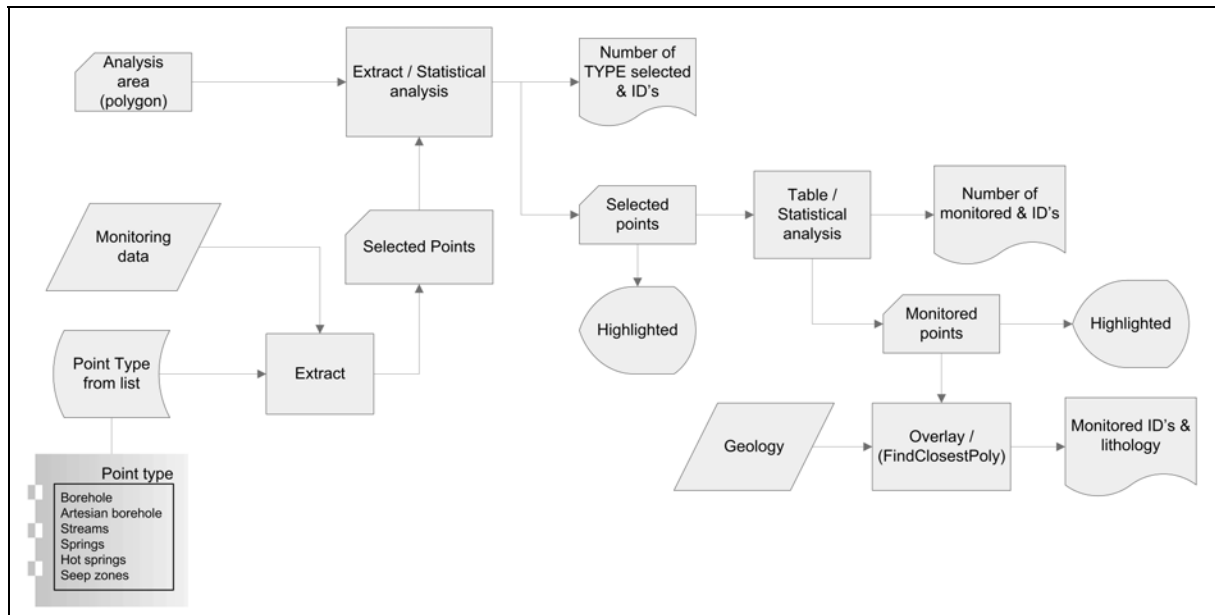 Analysis
area
(polygon)
Extract / Statistical
analysis
Number of
TYPE selected
& ID's
Monitoring
data
Selected Points
Selected
points
Table /
Statistical
analysis
Number of
monitored & ID's
Highlighted
Monitored
points
Highlighted
Point Type
from list
Extract
Geology
Overlay /
(FindClosestPoly)
Monitored ID's &
lithology
Point type
Borehole
Artesian borehole
Streams
Springs
Hot springs
Seep zones